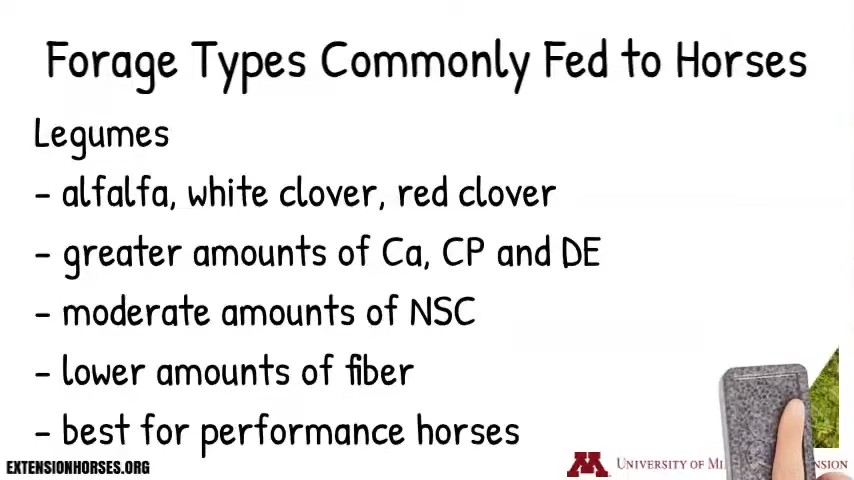 Forage Types Commonly Fed to Horses
Legumes
- alfalfa, white clover, red clover
- greater amounts of Ca, CP and DE
- moderate amounts of NSC
- lower amounts of fiber
- best for performance horses
EXTENSIONHORSES.ORG
M UNIVERSITY OF